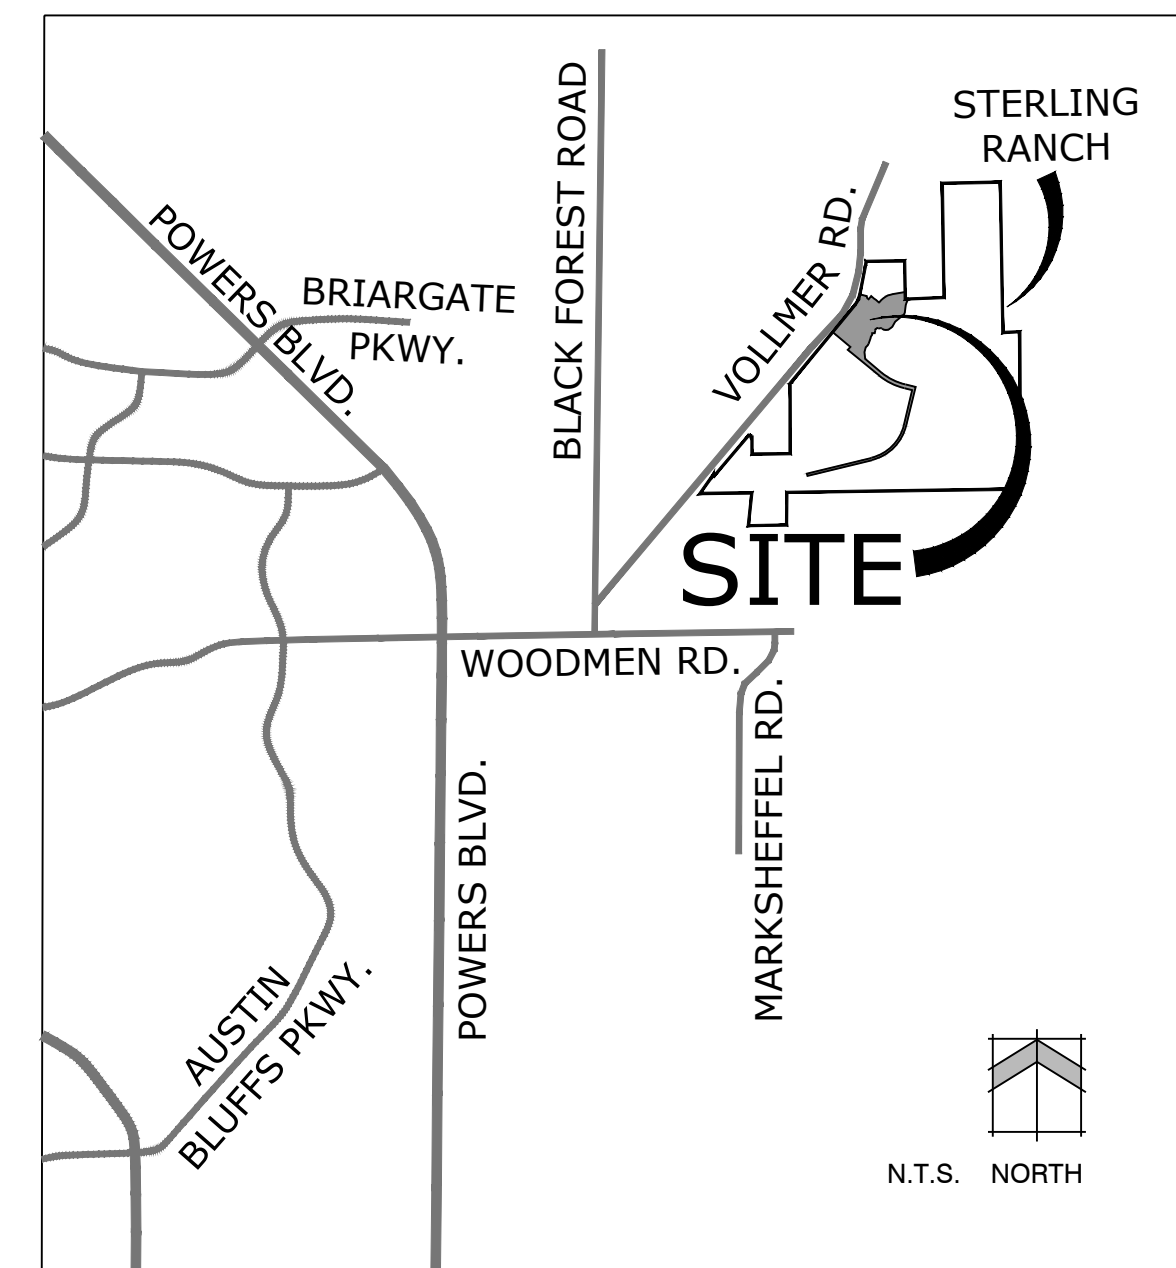 STERLING
RANCH
BLACK FOREST ROAD
VOLLMER RD.
POWERS BLVD.
BRIARGATE
PKWY.
SITE
WOODMEN RD.
MARKSHEFFEL RD.
POWERS BLVD.
AUSTIN
BLUFFS PKWY.
N.T.S. NORTH